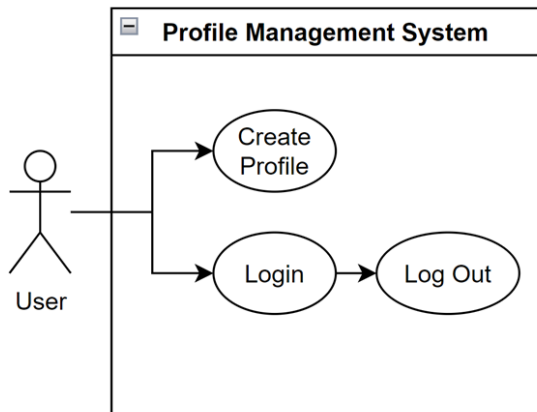 Profile Management System
Create
Profile
Login
Log Out
User